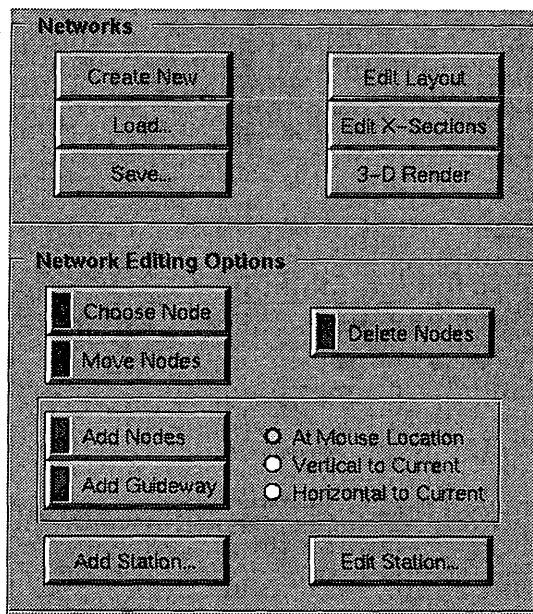 Networks
Create New
Edit Layout
Load...
Edit X-Sections
Save...
3-D Render
Network Editing Options
Choose Node
Delete Nodes
Move Nodes
Add Nodes
At Mouse Location
Vertical to Current
Add Guideway
Horizontal to Current
Add Station...
Edit Station...